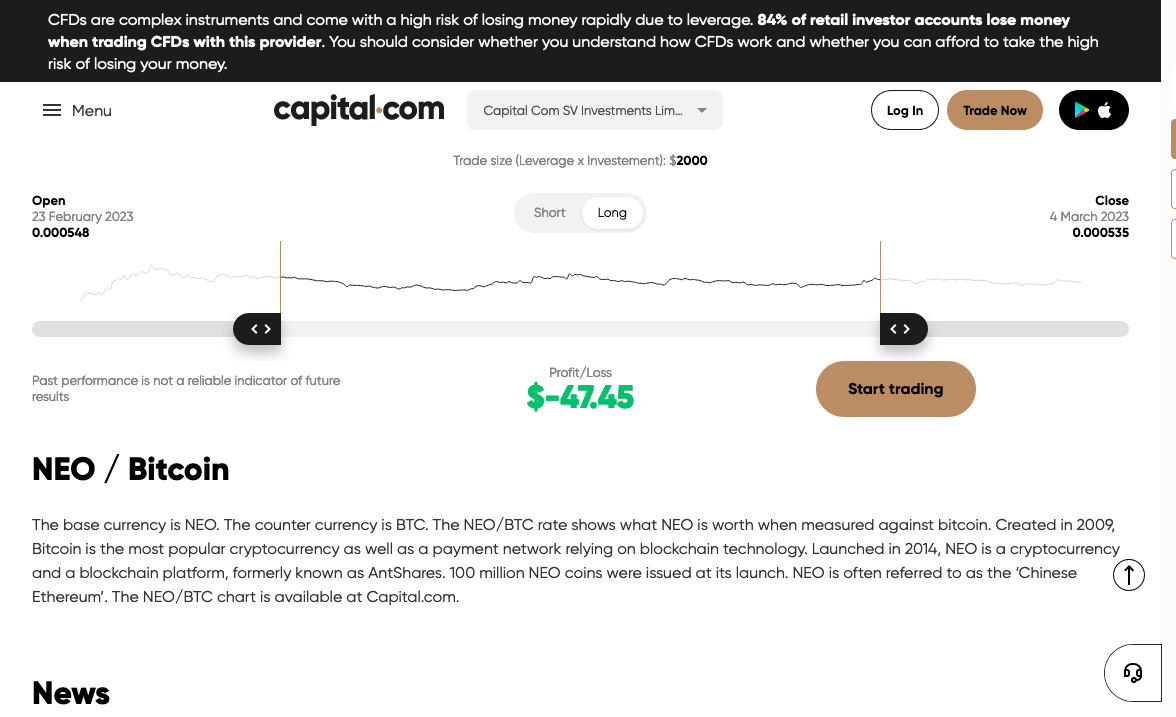 CFDs are complex instruments and come with a high risk of losing money rapidly due to leverage. 84% of retail investor accounts lose money
when trading CFDs with this provider. You should consider whether you understand how CFDs work and whether you can afford to take the high
risk of losing your money.
Menu
capital.com
Capital Com SV Investments Lim...
Log In
Trade Now
Trade size (Leverage x Investement): $2000
Open
23 February 2023
0.000548
Short
Long
Close
4 March 2023
0.000535
Past performance is not a reliable indicator of future
results
Profit/Loss
$-47.45
Start trading
NEO / Bitcoin
The base currency is NEO. The counter currency is BTC. The NEO/BTC rate shows what NEO is worth when measured against bitcoin. Created in 2009,
Bitcoin is the most popular cryptocurrency as well as a payment network relying on blockchain technology. Launched in 2014, NEO is a cryptocurrency
and a blockchain platform, formerly known as AntShares. 100 million NEO coins were issued at its launch. NEO is often referred to as the ‘Chinese
Ethereum’. The NEO/BTC chart is available at Capital.com.
News